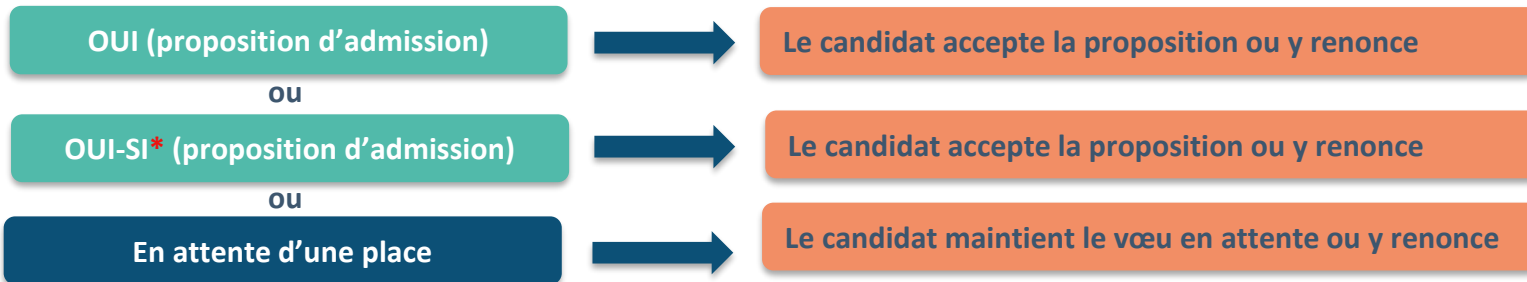 OUI (proposition d’admission)
Le candidat accepte la proposition ou y renonce
ou
OUI-SI* (proposition d’admission)
Le candidat accepte la proposition ou y renonce
ou
En attente d’une place
Le candidat maintient le vœu en attente ou y renonce